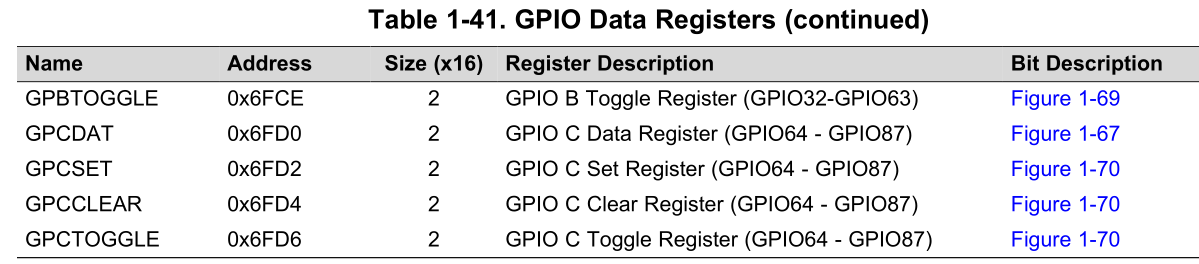 Table 1-41. GPIO Data Registers (continued)
Name Address Size (x16) Register Description Bit Description
GPBTOGGLE 0x6FCE 2 GPIO B Toggle Register (GPIO32-GPIO63) Figure 1-69
GPCDAT 0x6FD0 2 GPIO C Data Register (GPIO64 - GPIO87) Figure 1-67
GPCSET 0x6FD2 2 GPIO C Set Register (GPIO64 - GPIO87) Figure 1-70
GPCCLEAR 0x6FD4 2 GPIO C Clear Register (GPIO64 - GPIO87) Figure 1-70
GPCTOGGLE 0x6FD6 2 GPIO C Toggle Register (GPIO64 - GPIO87) Figure 1-70